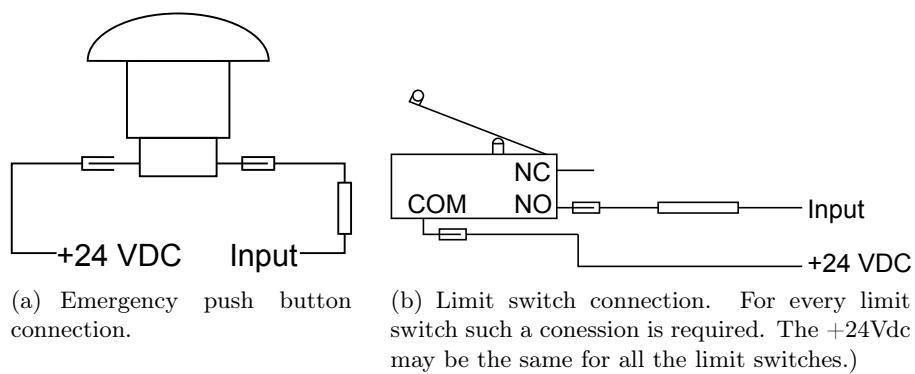 +24 VDC
Input
(a) Emergency push button
connection.
NC
COM
NO
Input
+24 VDC
(b) Limit switch connection. For every limit
switch such a conession is required. The +24Vdc
may be the same for all the limit switches.)